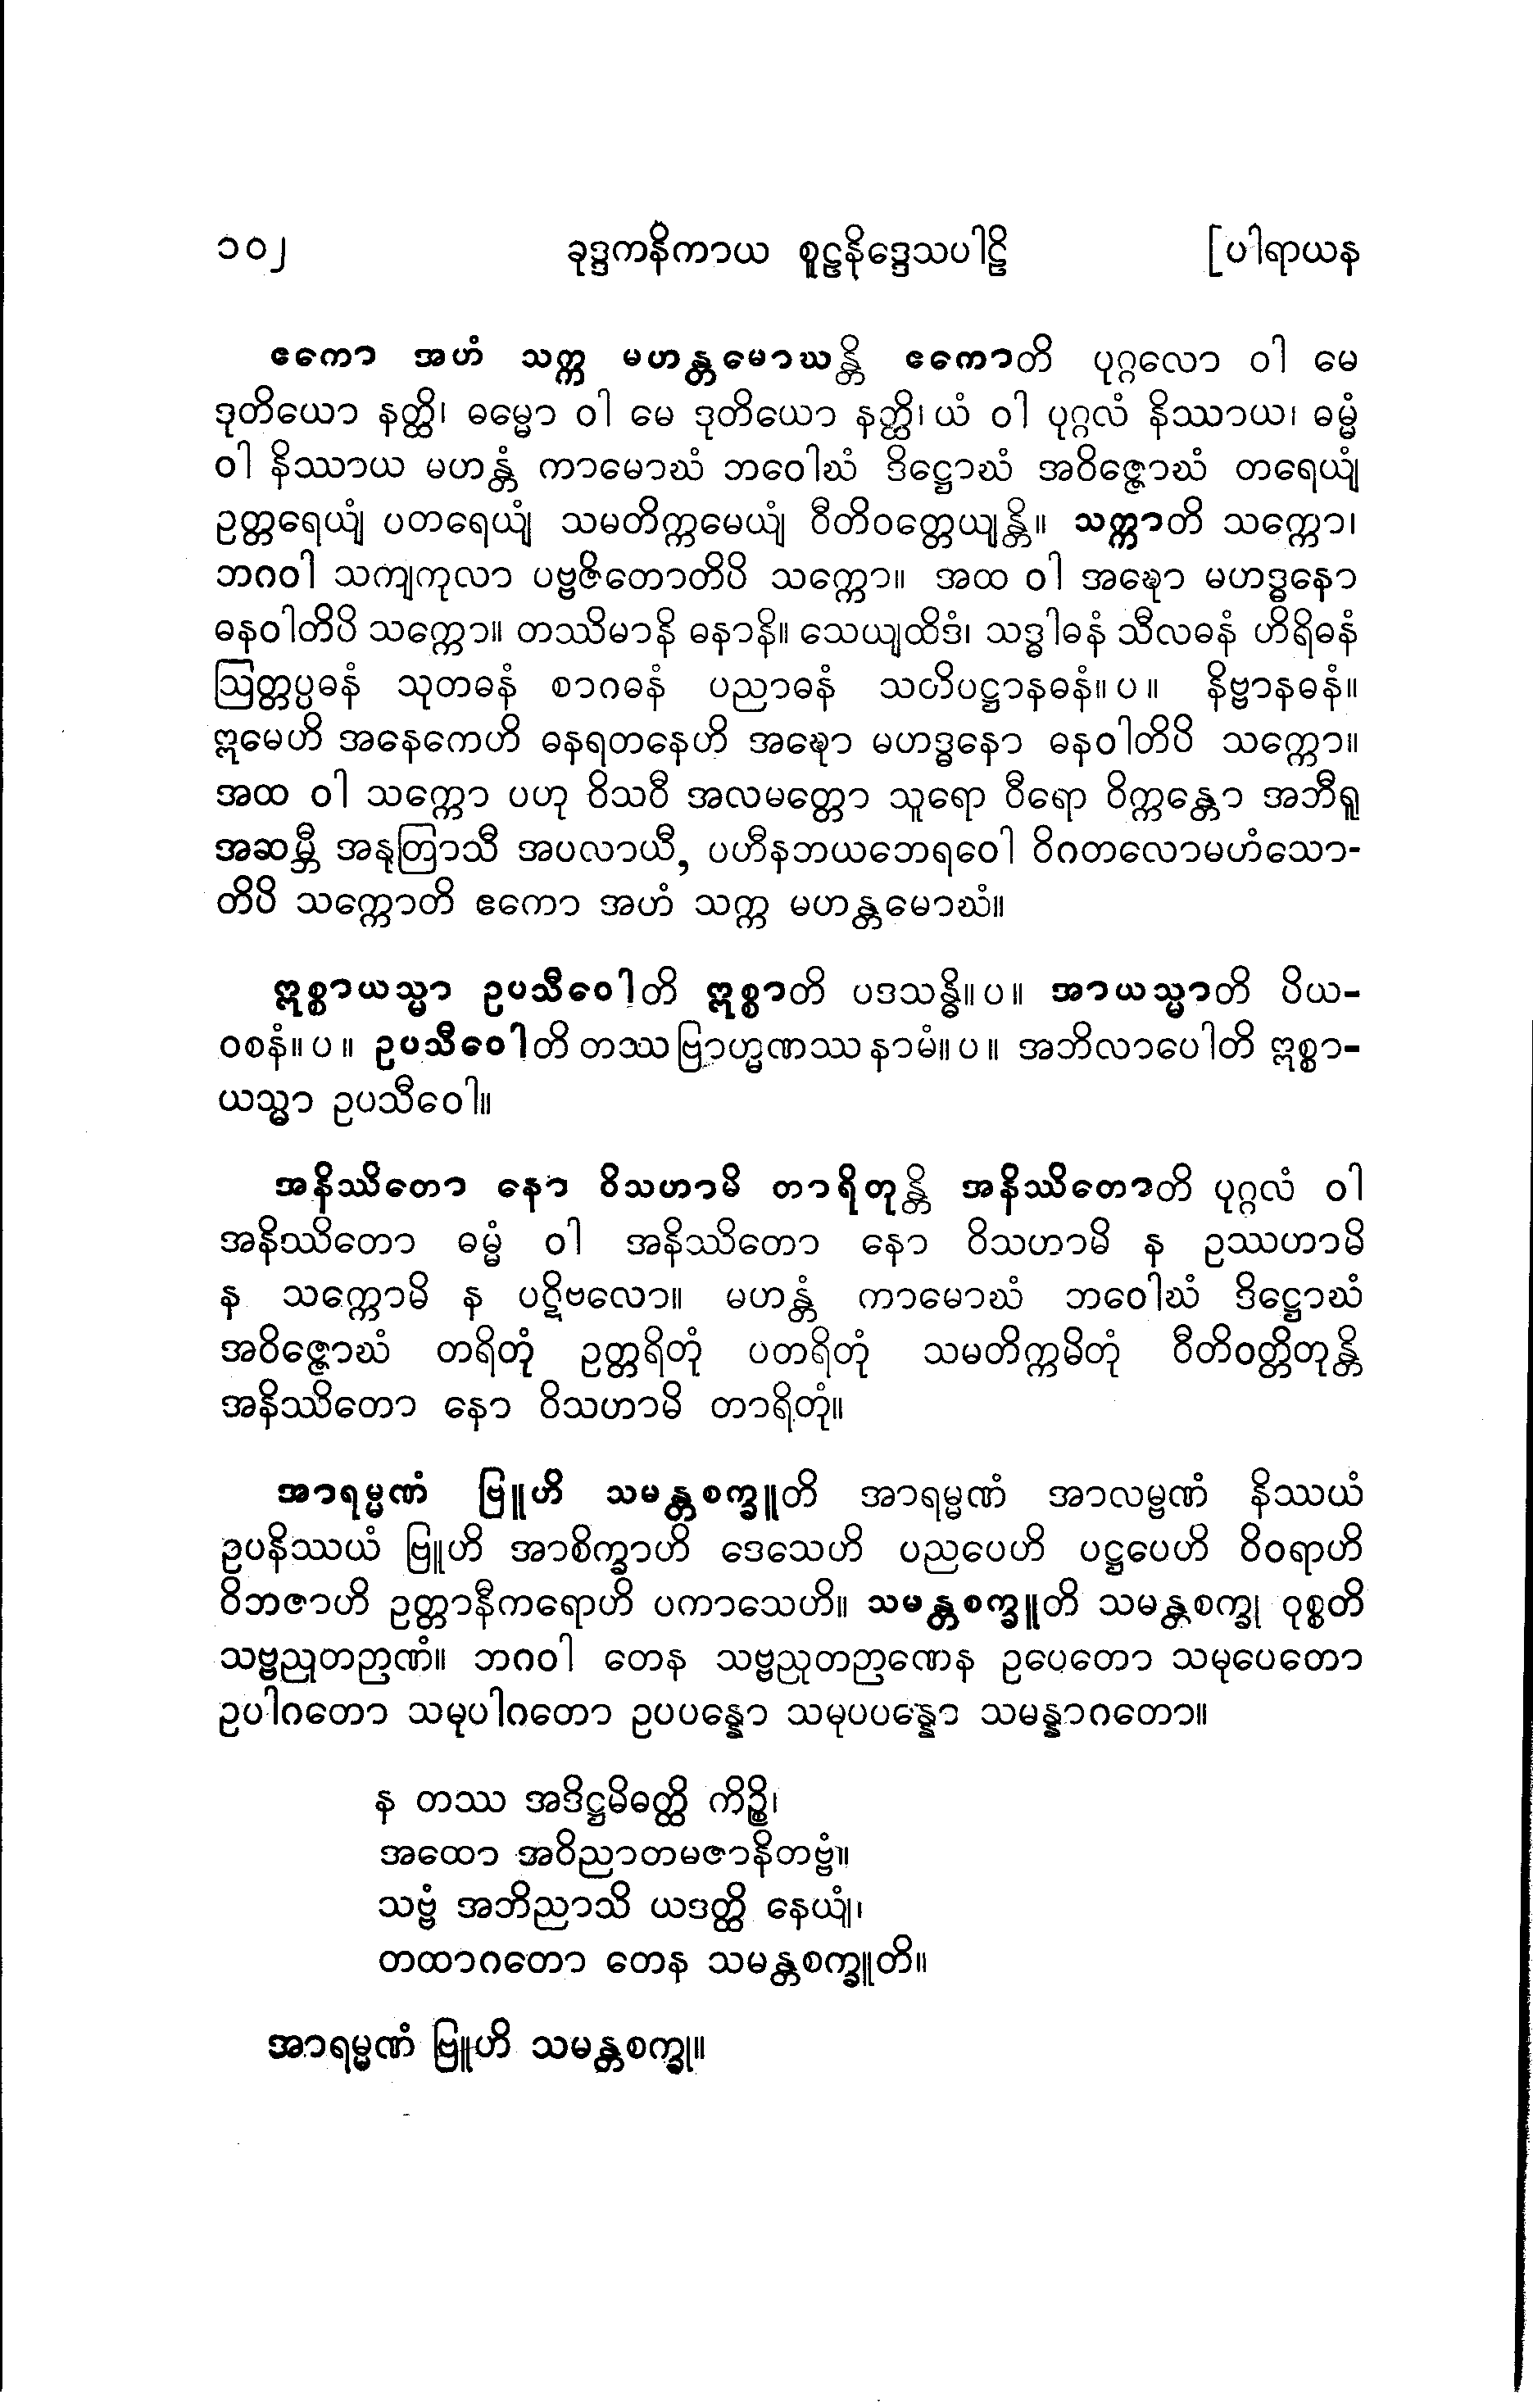 ၁၀၂ ခုဒ္ဒကနိကာယ စူဠနိဒ္ဒေသပါဠိ [ပါရာယန
ဧကော အဟံ သက္က မဟန္တမောဃန္တိ ဧကောတိ ပုဂ္ဂလော ဝါ မေ
ဒုတိယော နတ္ထိ၊ ဓမ္မော ဝါ မေ ဒုတိယော နတ္ထိ၊ ယံ ဝါ ပုဂ္ဂလံ နိဿာယ၊ ဓမ္မံ
ဝါ နိဿာယ မဟန္တံ ကာမောဃံ ဘဝေါဃံ ဒိဋ္ဌောဃံ အဝိဇ္ဇောဃံ တရေယျံ
ဥတ္တရေယျံ ပတရေယျံ သမတိက္ကမေယျံ ဝီတိဝတ္တေယျန္တိ။ သက္ကာတိ သက္ကော၊
ဘဂဝါ သကျကုလာ ပဗ္ဗဇိတောတိပိ သက္ကော။ အထ ဝါ အဍ္ဎော မဟဒ္ဓနော
ဓနဝါတိပိ သက္ကော။ တဿိမာနိ ဓနာနိ။ သေယျထိဒံ၊ သဒ္ဓါဓနံ သီလဓနံ ဟိရိဓနံ
ဩတ္တပ္ပဓနံ သုတဓနံ စာဂဓနံ ပညာဓနံ သတိပဋ္ဌာနဓနံ။ပ။ နိဗ္ဗာနဓနံ။
ဣမေဟိ အနေကေဟိ ဓနရတနေဟိ အဍ္ဎော မဟဒ္ဓနော ဓနဝါတိပိ သက္ကော။
အထ ဝါ သက္ကော ပဟု ဝိသဝီ အလမတ္တော သူရော ဝီရော ဝိက္ကန္တော အဘီရူ
အဆမ္ဘီ အနုတြာသီ အပလာယီ, ပဟီနဘယဘေရဝေါ ဝိဂတလောမဟံသော-
တိပိ သက္ကောတိ ဧကော အဟံ သက္က မဟန္တမောဃံ။
ဣစ္စာယသ္မာ ဥပသီဝေါတိ ဣစ္စာတိ ပဒသန္ဓိ။ပ။ အာယသ္မာတိ ပိယ-
ဝစနံ။ပ။ ဥပသီဝေါတိ တဿ ဗြာဟ္မဏဿ နာမံ။ပ။ အဘိလာပေါတိ ဣစ္စာ-
ယသ္မာ ဥပသီဝေါ။
အနိဿိတော နော ဝိသဟာမိ တာရိတုန္တိ အနိဿိတောတိ ပုဂ္ဂလံ ဝါ
အနိဿိတော ဓမ္မံ ဝါ အနိဿိတော နော ဝိသဟာမိ န ဥဿဟာမိ
န သက္ကောမိ န ပဋိဗလော။ မဟန္တံ ကာမောဃံ ဘဝေါဃံ ဒိဋ္ဌောဃံ
အဝိဇ္ဇောဃံ တရိတုံ ဥတ္တရိတုံ ပတရိတုံ သမတိက္ကမိတုံ ဝီတိဝတ္တိတုန္တိ
အနိဿိတော နော ဝိသဟာမိ တာရိတုံ။
အာရမ္မဏံ ဗြူဟိ သမန္တစက္ခူတိ အာရမ္မဏံ အာလမ္ဗဏံ နိဿယံ
ဥပနိဿယံ ဗြူဟိ အာစိက္ခာဟိ ဒေသေဟိ ပညပေဟိ ပဋ္ဌပေဟိ ဝိဝရာဟိ
ဝိဘဇာဟိ ဥတ္တာနီကရောဟိ ပကာသေဟိ။ သမန္တစက္ခူတိ သမန္တစက္ခု ဝုစ္စတိ
သဗ္ဗညုတဉာဏံ။ ဘဂဝါ တေန သဗ္ဗညုတဉာဏေန ဥပေတော သမုပေတော
ဥပါဂတော သမုပါဂတော ဥပပန္နော သမုပပန္နော သမန္နာဂတော။
န တဿ အဒိဋ္ဌမိဓတ္ထိ ကိဉ္စိ၊
အထော အဝိညာတမဇာနိတဗ္ဗံ။
သဗ္ဗံ အဘိညာသိ ယဒတ္ထိ နေယျံ၊
တထာဂတော တေန သမန္တစက္ခူတိ။
အာရမ္မဏံ ဗြူဟိ သမန္တစက္ခု။